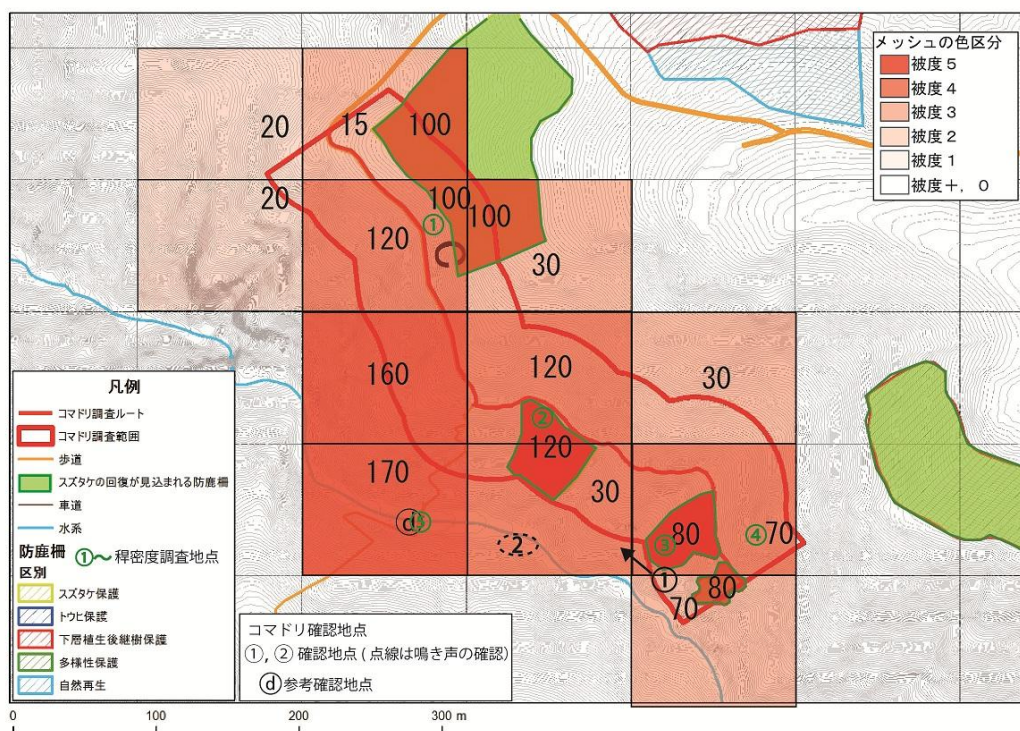 メッシュの色区分
被度５
被度４
被度３
被度２
被度１
被度＋，０
20
15
100
20
100
100
①
120
C
30
160
120
30
②
120
170
30
ⓓ
⑤
2
③
80
④
70
①
80
70
凡例
コマドリ調査ルート
コマドリ調査範囲
歩道
スズタケの回復が見込まれる防鹿柵
車道
水系
防鹿柵
区別
①～ 稈密度調査地点
スズタケ保護
トウヒ保護
下層植生後継樹保護
多様性保護
自然再生
コマドリ確認地点
①, ② 確認地点 ( 点線は鳴き声の確認)
ⓓ 参考確認地点
0 100 200 300 m